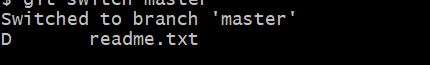 $ git switch master
Switched to branch 'master'
D       readme.txt